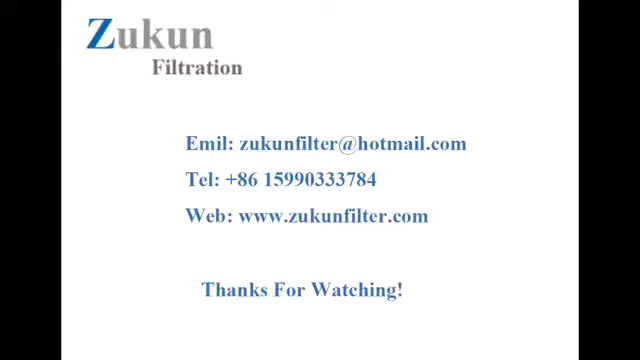 Zukun
Filtration
Emil: zukunfilter@hotmail.com
Tel: +86 15990333784
Web: www.zukunfilter.com
Thanks For Watching!